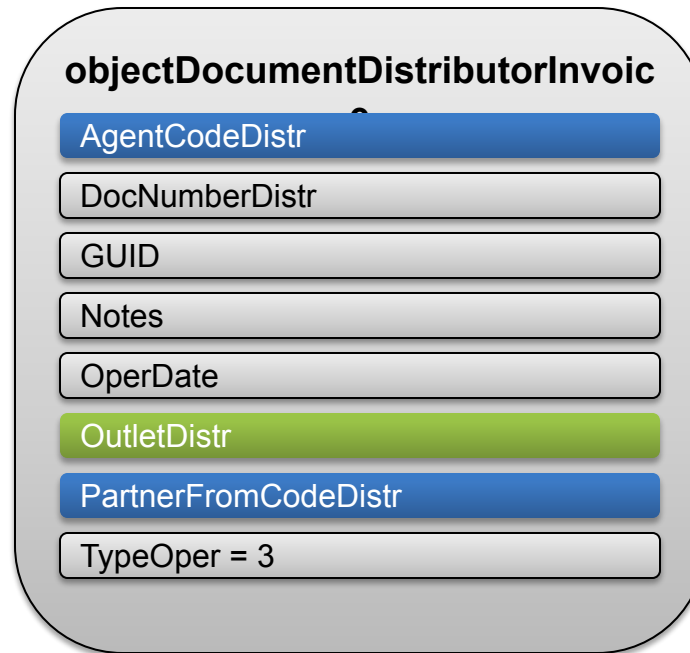 objectDocumentDistributorInvoic
e
AgentCodeDistr
DocNumberDistr
GUID
Notes
OperDate
OutletDistr
PartnerFromCodeDistr
TypeOper = 3